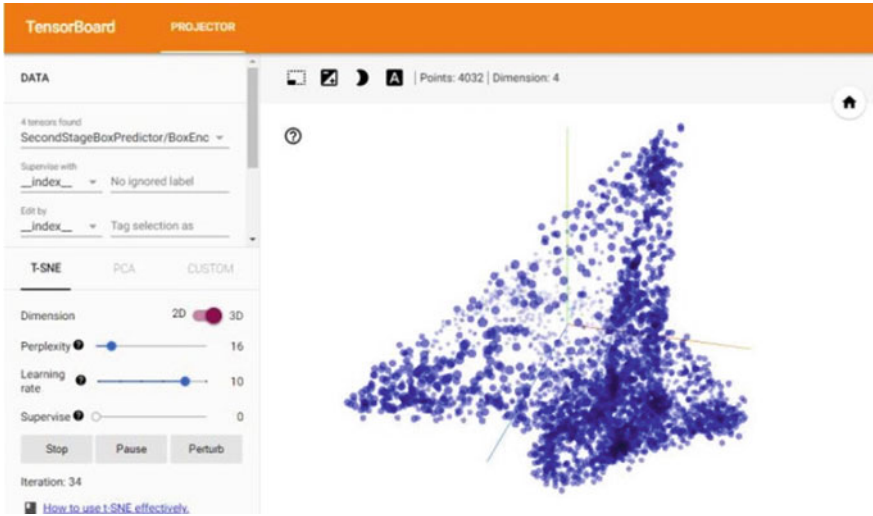 TensorBoard PROJECTOR
DATA
4 tensors found
SecondStageBoxPredictor/BoxEnc
Supervise with
__index__ No ignored label
Edit by
__index__ Tag selection as
T-SNE PCA CUSTOM
Dimension 2D 3D
Perplexity ? 16
Learning
rate ? 10
Supervise ? 0
Stop Pause Perturb
Iteration: 34
How to use t-SNE effectively.
A | Points: 4032 | Dimension: 4
?